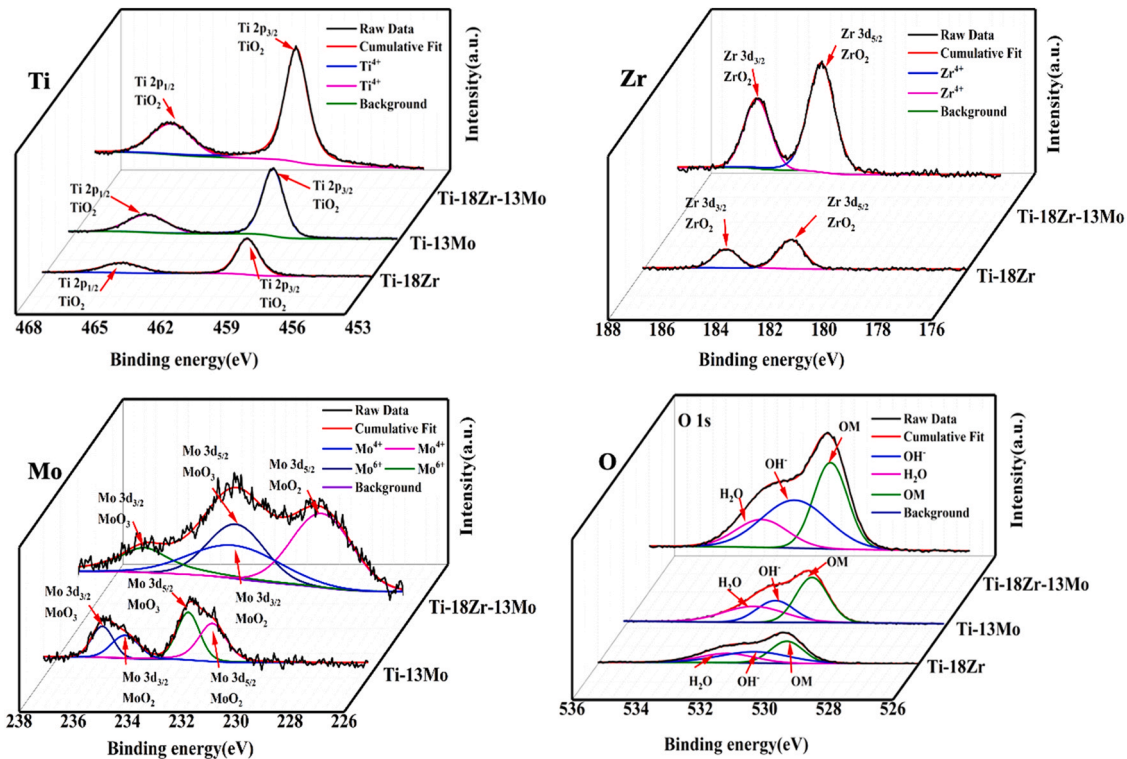 Ti
Ti 2p3/2
TiO2
Ti 2p1/2
TiO2
Raw Data
Cumulative Fit
Ti4+
Ti4+
Background
Intensity(a.u.)
Ti 2p1/2
TiO2
Ti 2p3/2
TiO2
Ti 2p1/2
TiO2
Ti 2p3/2
TiO2
Ti-18Zr-13Mo
Ti-13Mo
Ti-18Zr
468 465 462 459 456 453
Binding energy(eV)
Zr
Zr 3d3/2
ZrO2
Zr 3d5/2
ZrO2
Raw Data
Cumulative Fit
Zr4+
Zr4+
Background
Intensity(a.u.)
Zr 3d3/2
ZrO2
Zr 3d5/2
ZrO2
Ti-18Zr-13Mo
Ti-18Zr
188 186 184 182 180 178 176
Binding energy(eV)
Mo
Mo 3d5/2
MoO3
Mo 3d5/2
MoO2
Mo 3d3/2
MoO3
Raw Data
Cumulative Fit
Mo4+ Mo4+
Mo6+ Mo6+
Background
Intensity(a.u.)
Mo 3d3/2
MoO2
Mo 3d3/2
MoO3
Mo 3d5/2
MoO3
Mo 3d3/2
MoO2
Mo 3d5/2
MoO2
Ti-18Zr-13Mo
Ti-13Mo
238 236 234 232 230 228 226
Binding energy(eV)
O
O 1s
OM
OH-
H2O
Raw Data
Cumulative Fit
OH-
H2O
OM
Background
Intensity(a.u.)
H2O
OH-
OM
H2O
OH-
OM
Ti-18Zr-13Mo
Ti-13Mo
Ti-18Zr
536 534 532 530 528 526
Binding energy(eV)